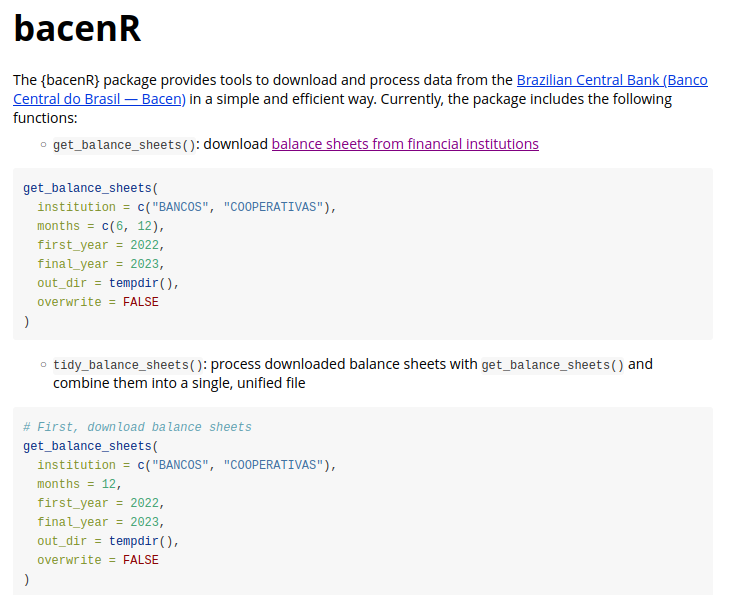 bacenR
The {bacenR} package provides tools to download and process data from the Brazilian Central Bank (Banco
Central do Brasil — Bacen) in a simple and efficient way. Currently, the package includes the following
functions:
◦ get_balance_sheets(): download balance sheets from financial institutions
get_balance_sheets(
  institution = c("BANCOS", "COOPERATIVAS"),
  months = c(6, 12),
  first_year = 2022,
  final_year = 2023,
  out_dir = tempdir(),
  overwrite = FALSE
)
◦ tidy_balance_sheets(): process downloaded balance sheets with get_balance_sheets() and
combine them into a single, unified file
# First, download balance sheets
get_balance_sheets(
  institution = c("BANCOS", "COOPERATIVAS"),
  months = 12,
  first_year = 2022,
  final_year = 2023,
  out_dir = tempdir(),
  overwrite = FALSE
)